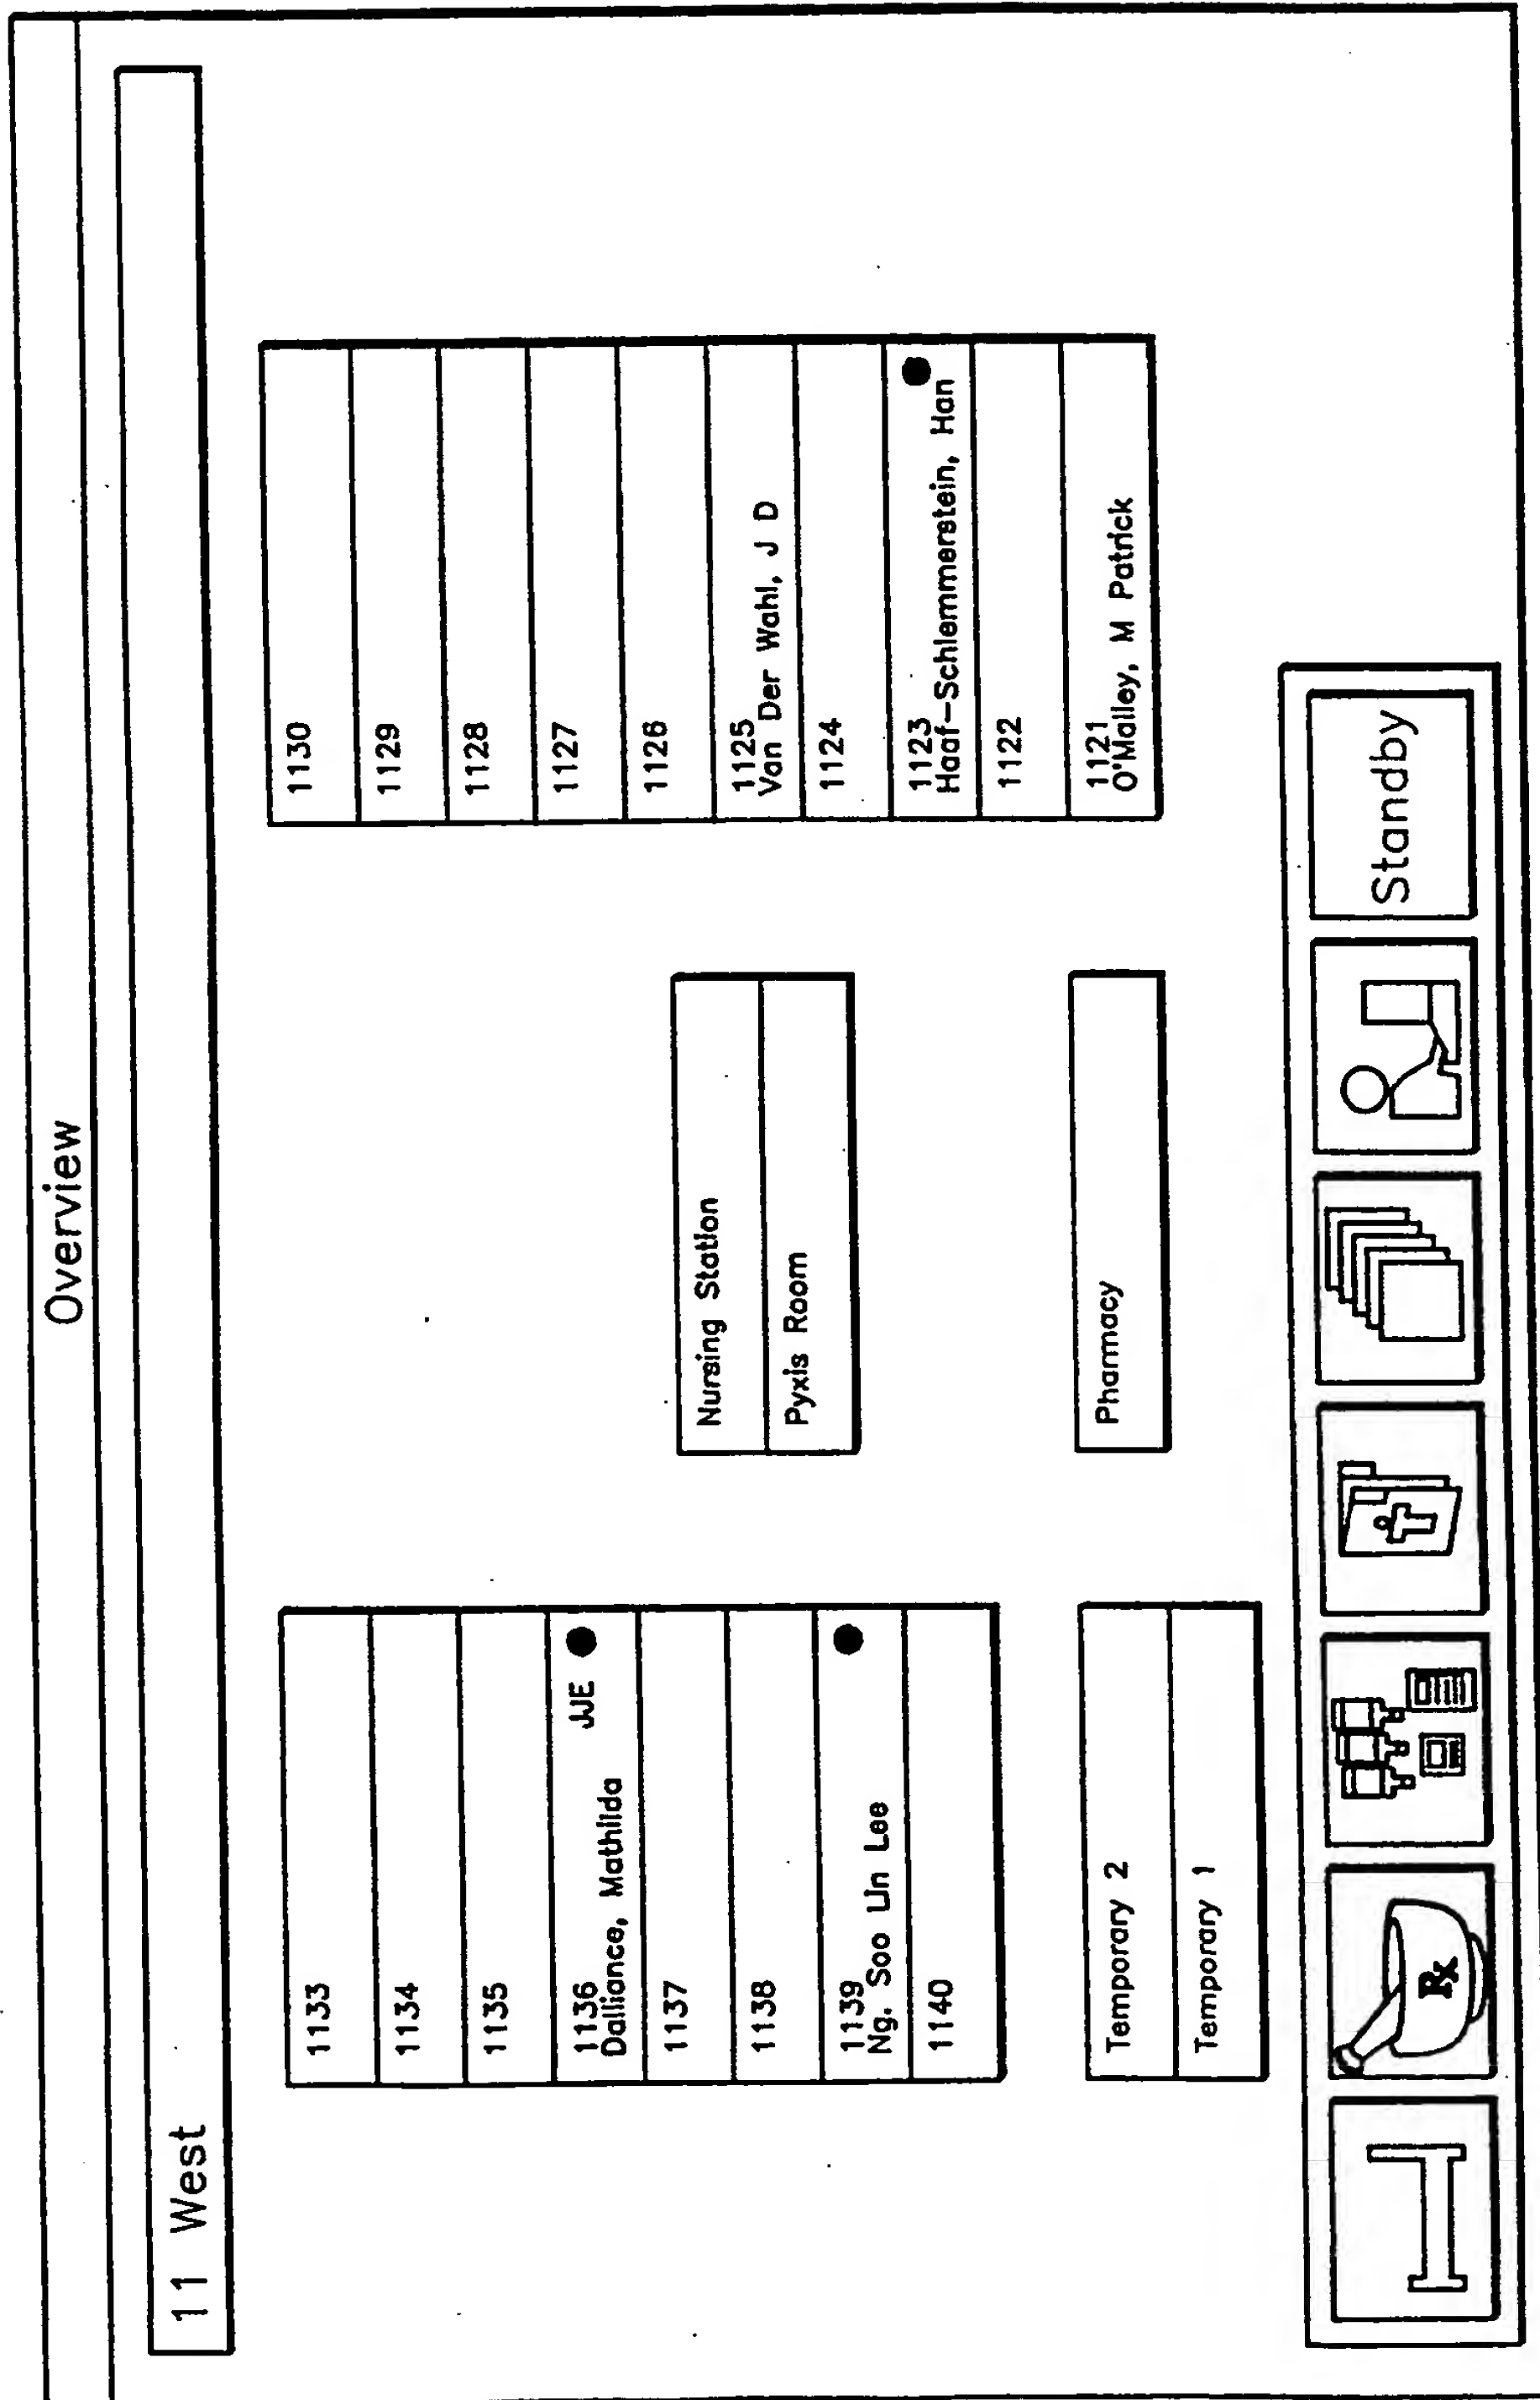 Overview
11 West
1133
1134
1135
1136
JJE
Dalliance, Mathilda
1137
1138
1139
Ng. Soo Un Lee
1140
Temporary 2
Temporary 1
Nursing Station
Pyxis Room
Pharmacy
1130
1129
1128
1127
1126
1125
Van Der Wahl, J D
1124
1123
Haaf-Schlemmerstein, Han
1122
1121
O'Malley, M Patrick
Rx
Standby